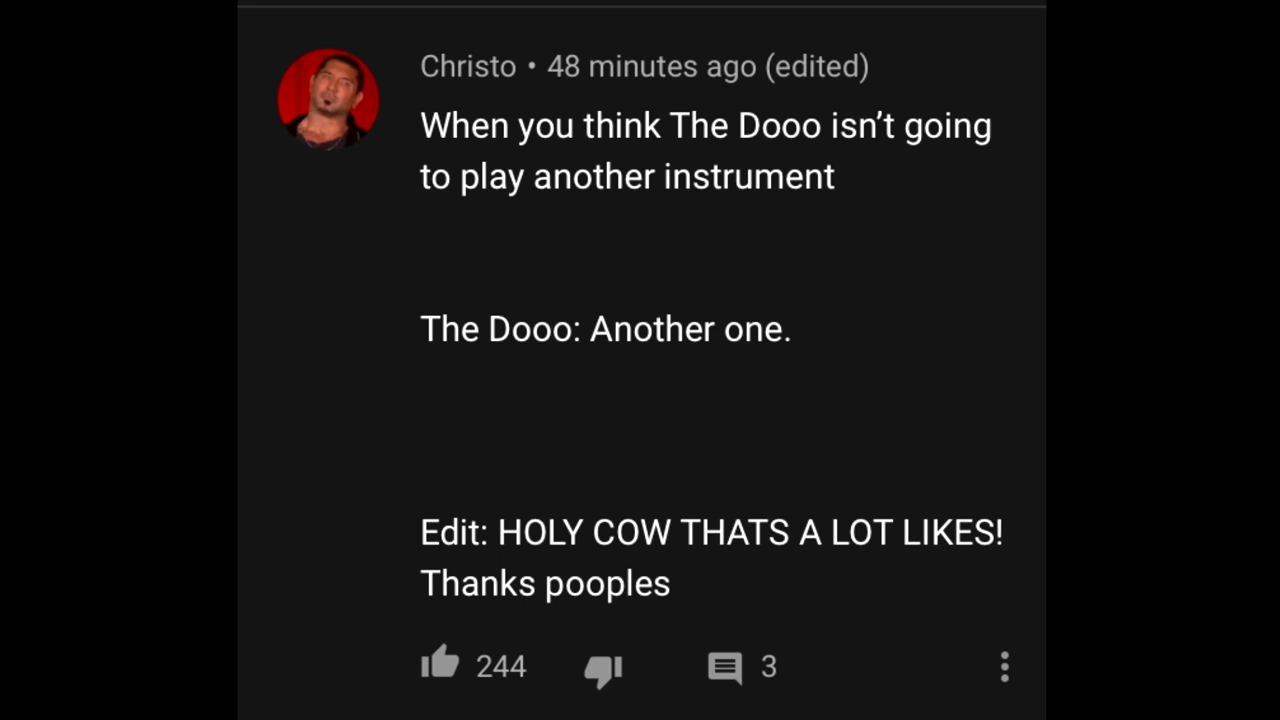 Christo • 48 minutes ago (edited)
When you think The Dooo isn’t going
to play another instrument
The Dooo: Another one.
Edit: HOLY COW THATS A LOT LIKES!
Thanks pooples
244 3